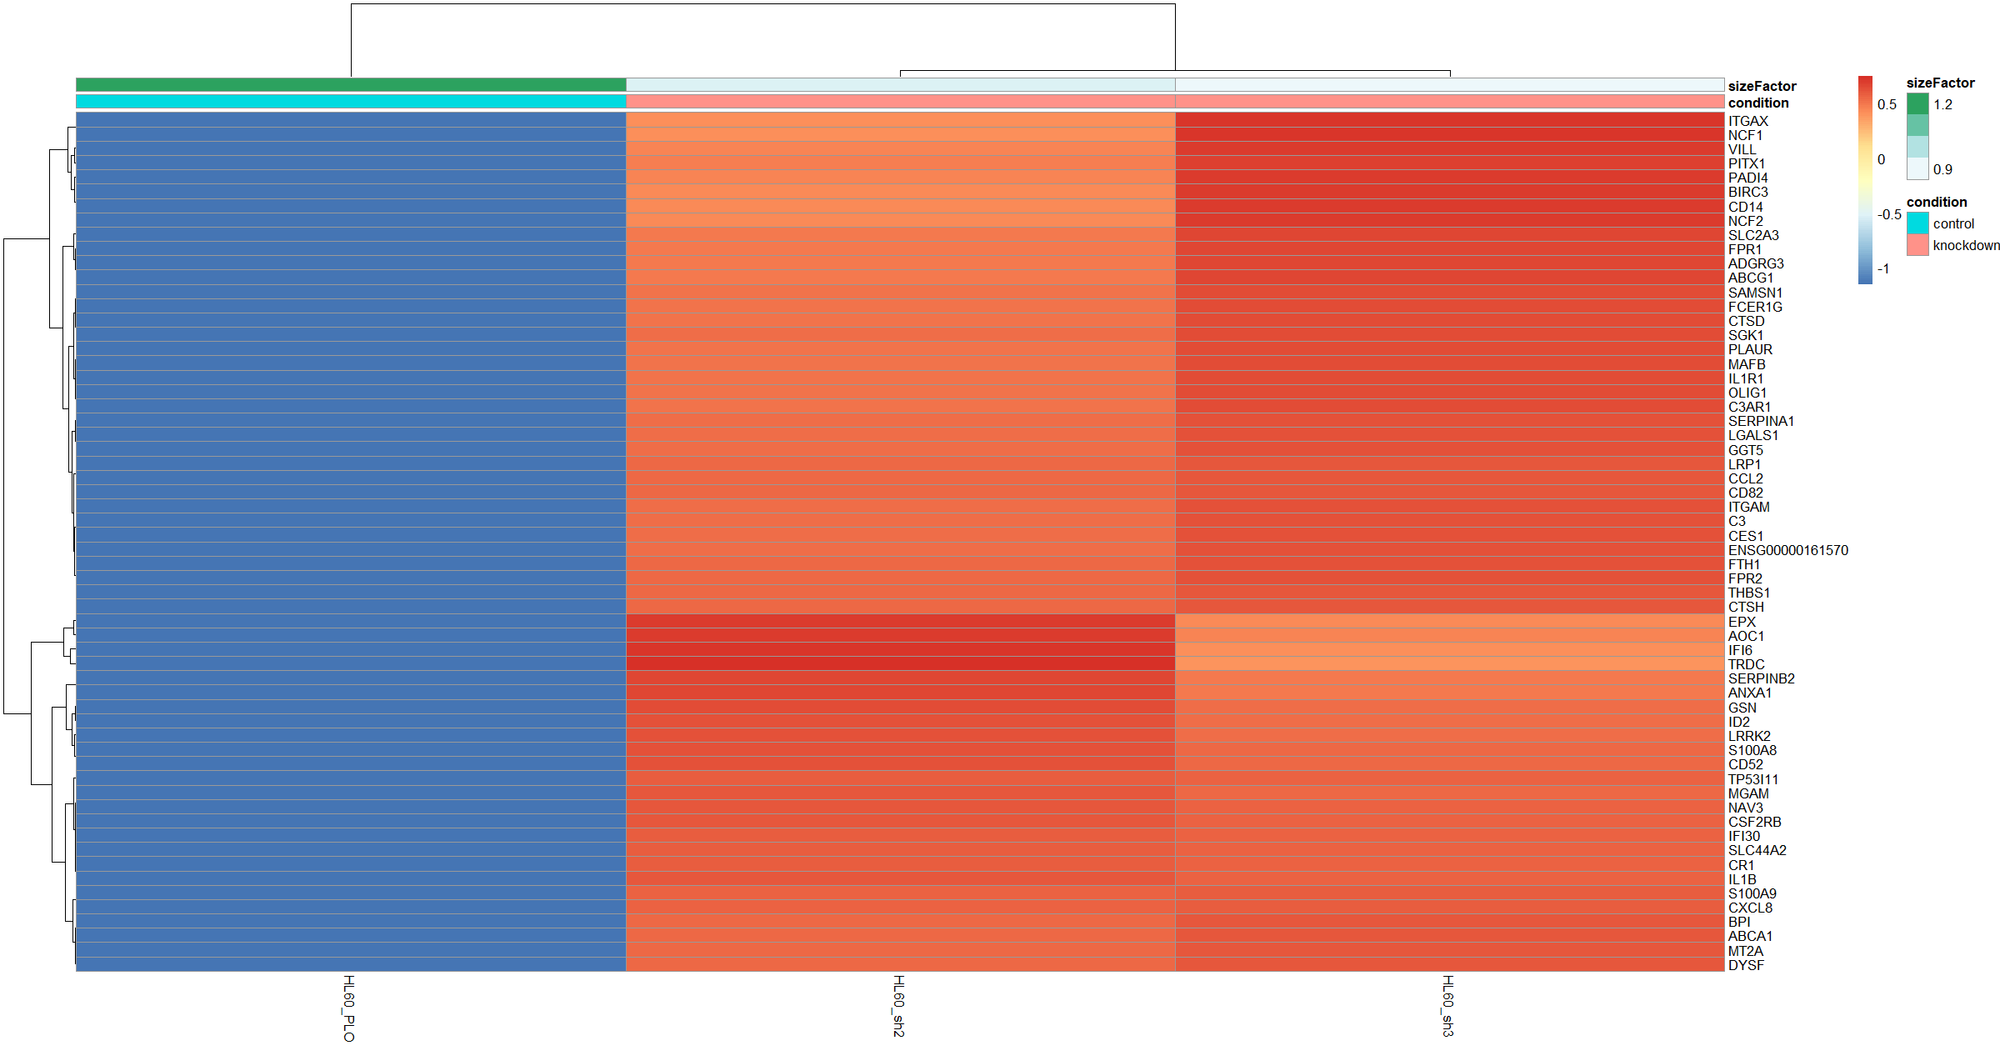 sizeFactor
condition
ITGAX
NCF1
VILL
PITX1
PADI4
BIRC3
CD14
NCF2
SLC2A3
FPR1
ADGRG3
ABCG1
SAMSN1
FCER1G
CTSD
SGK1
PLAUR
MAFB
IL1R1
OLIG1
C3AR1
SERPINA1
LGALS1
GGT5
LRP1
CCL2
CD82
ITGAM
C3
CES1
ENSG00000161570
FTH1
FPR2
THBS1
CTSH
EPX
AOC1
IFI6
TRDC
SERPINB2
ANXA1
GSN
ID2
LRRK2
S100A8
CD52
TP53I11
MGAM
NAV3
CSF2RB
IFI30
SLC44A2
CR1
IL1B
S100A9
CXCL8
BPI
ABCA1
MT2A
DYSF
HL60_PLO
HL60_sh2
HL60_sh3
0.5
0
-0.5
-1
sizeFactor
1.2
0.9
condition
control
knockdown